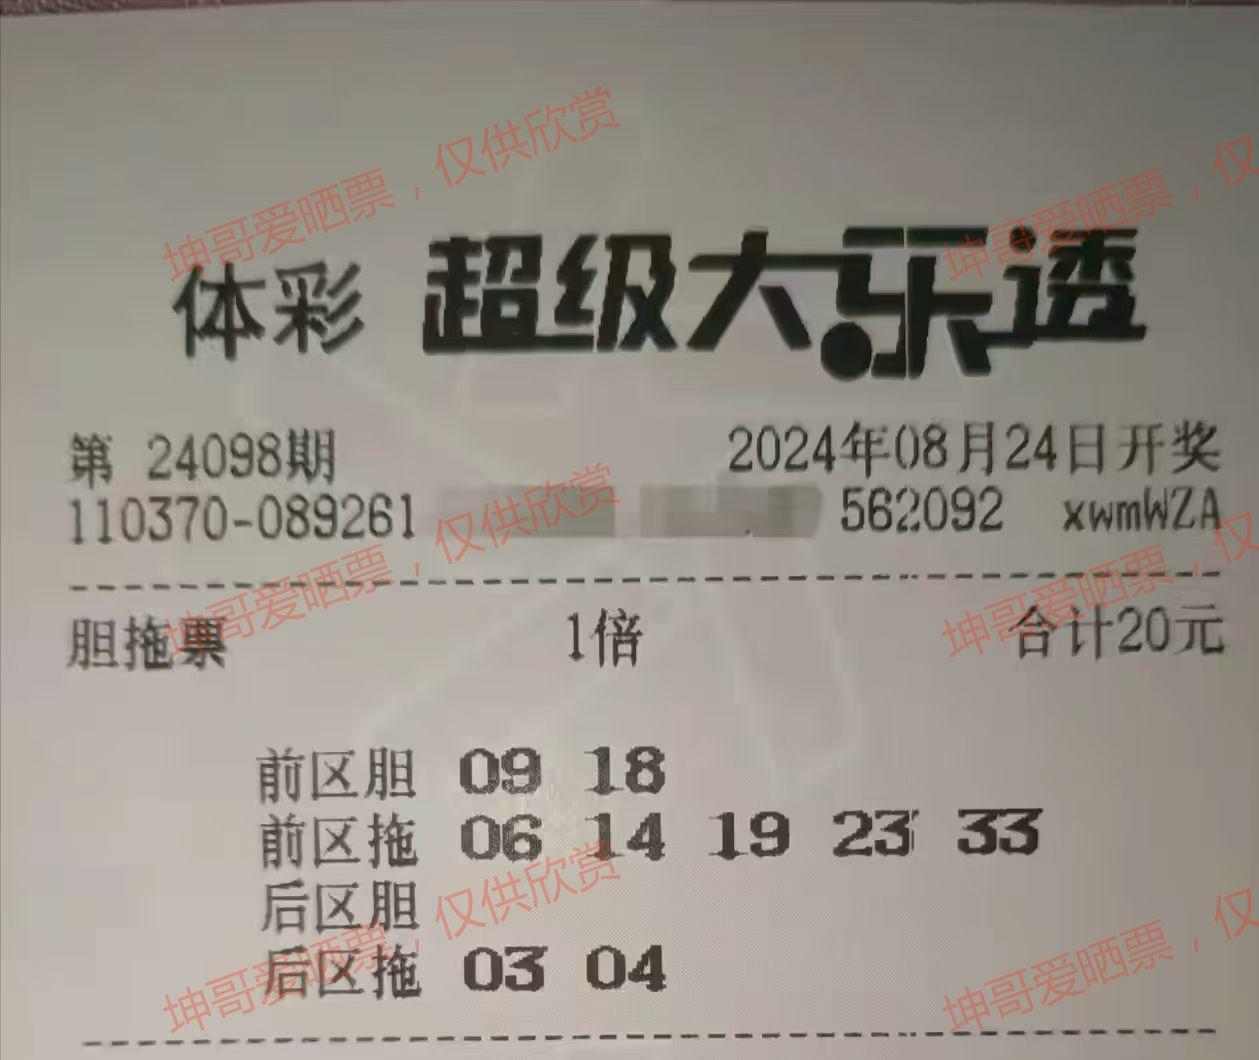 坤哥爱晒票，仅供欣赏
坤哥爱晒票，仅
体彩 超级大乐透
第 24098期 2024年08月24日开奖
110370-089261 562092 xwmWZA
坤哥爱晒票，仅供欣赏
坤哥爱晒票，仅
胆拖票 1倍 合计20元
前区胆 09 18
前区拖 06 14 19 23 33
后区胆
后区拖 03 04
坤哥爱晒票，仅供欣赏
坤哥爱晒票，仅